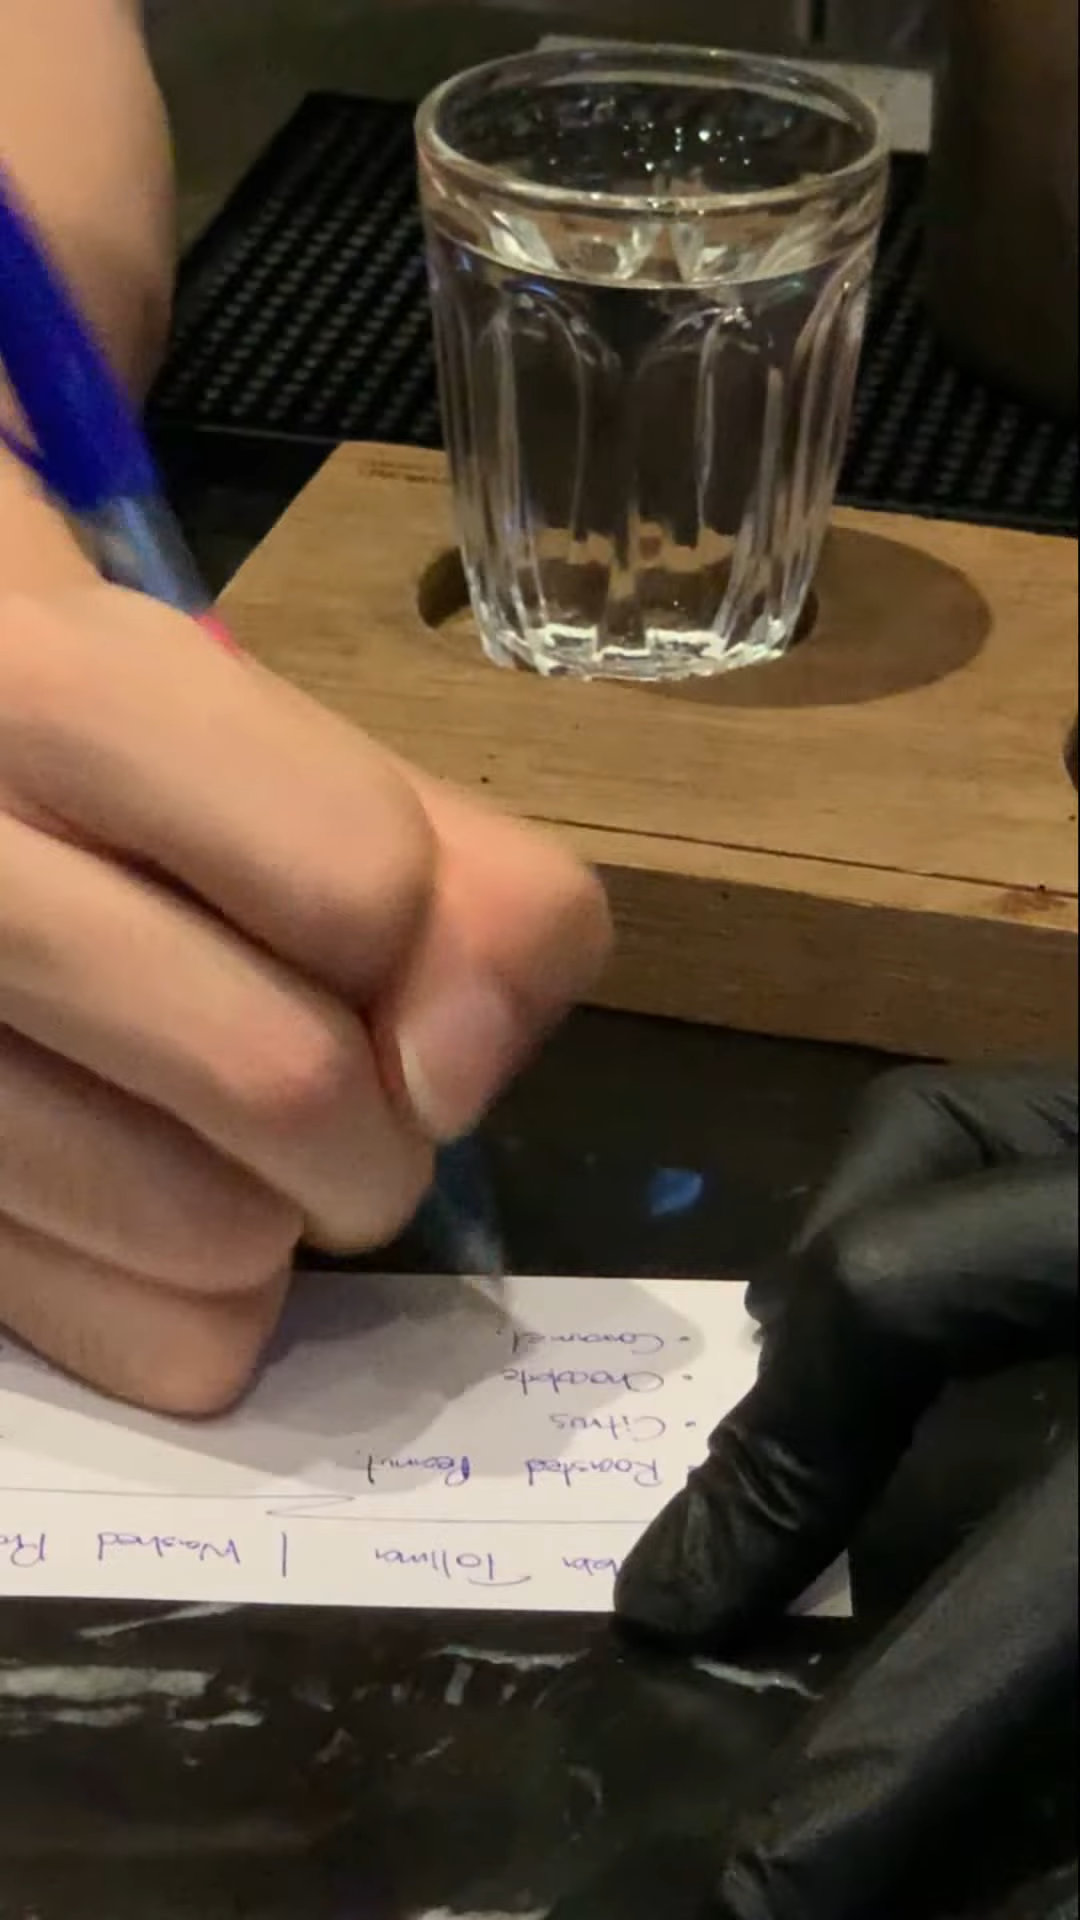 Tolima | Washed
Roasted Peanut
• Citrus
• Chocolate
• Caramel